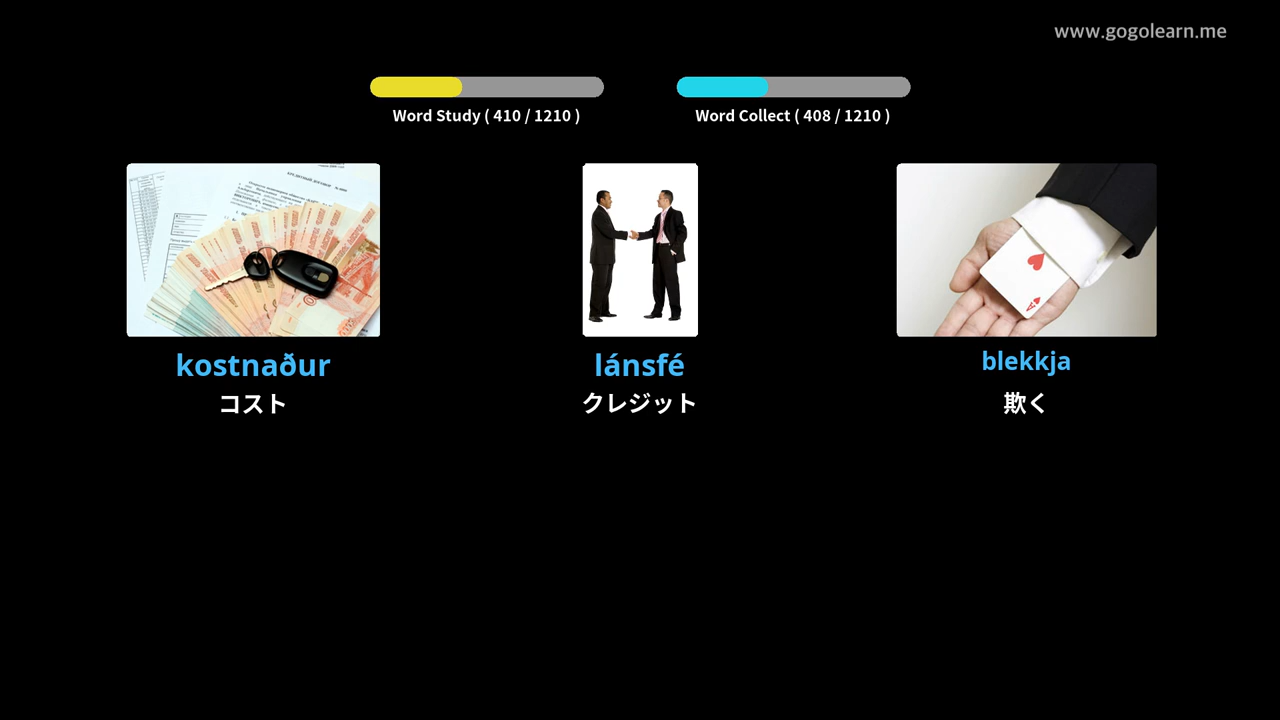 www.gogolearn.me
Word Study ( 410 / 1210 )
Word Collect ( 408 / 1210 )
kostnaður
lánsfé
blekkja
コスト
クレジット
欺く